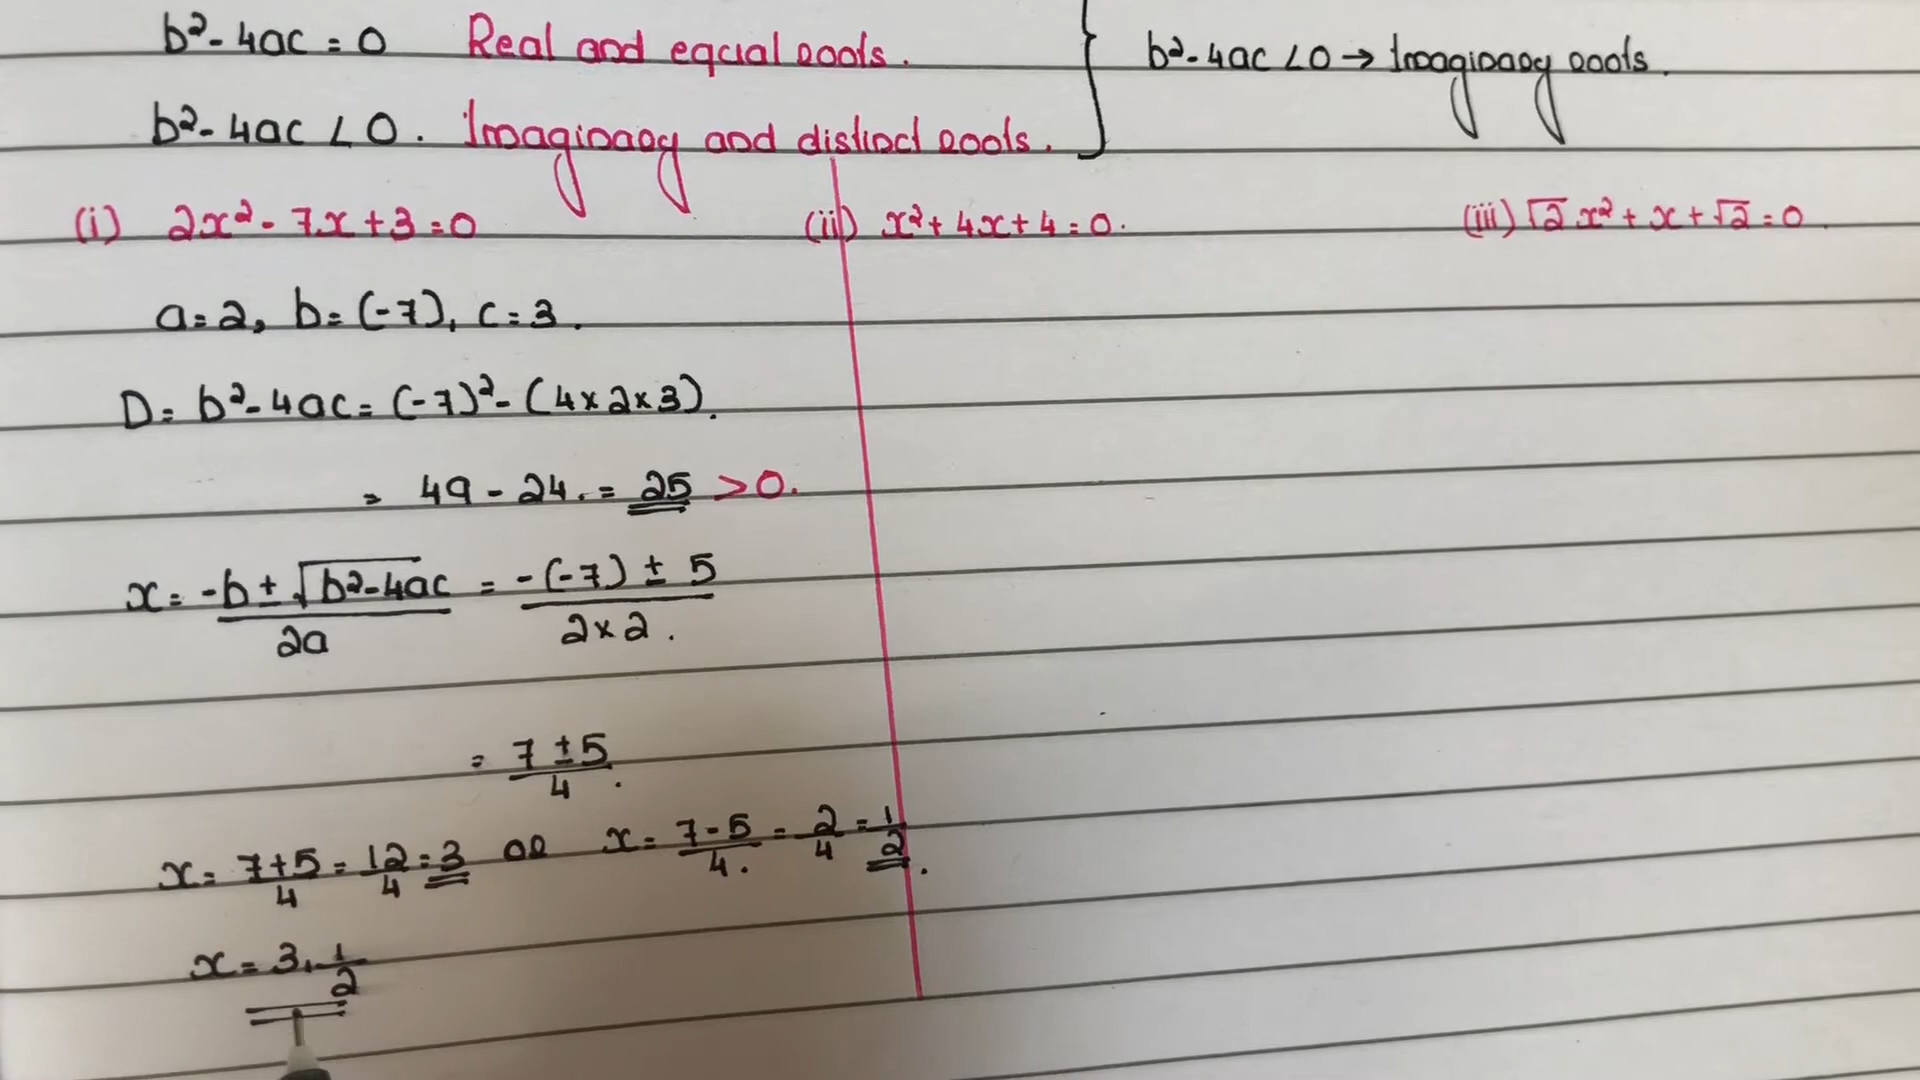 b² - 4ac = 0 Real and equal roots.
b² - 4ac < 0. Imaginary and distinct roots.
b² - 4ac < 0 → Imaginary roots.
(i) 2x² - 7x + 3 = 0
(ii) x² + 4x + 4 = 0.
(iii) √2 x² + x + √2 = 0
a = 2, b = (-7), c = 3.
D = b² - 4ac = (-7)² - (4 × 2 × 3).
= 49 - 24. = 25 > 0.
x = (-b ± √(b² - 4ac))/2a = (-(-7) ± 5)/(2 × 2).
= (7 ± 5)/4.
x = (7 + 5)/4 = 12/4 = 3 or x = (7 - 5)/4. = 2/4 = 1/2.
x = 3, 1/2